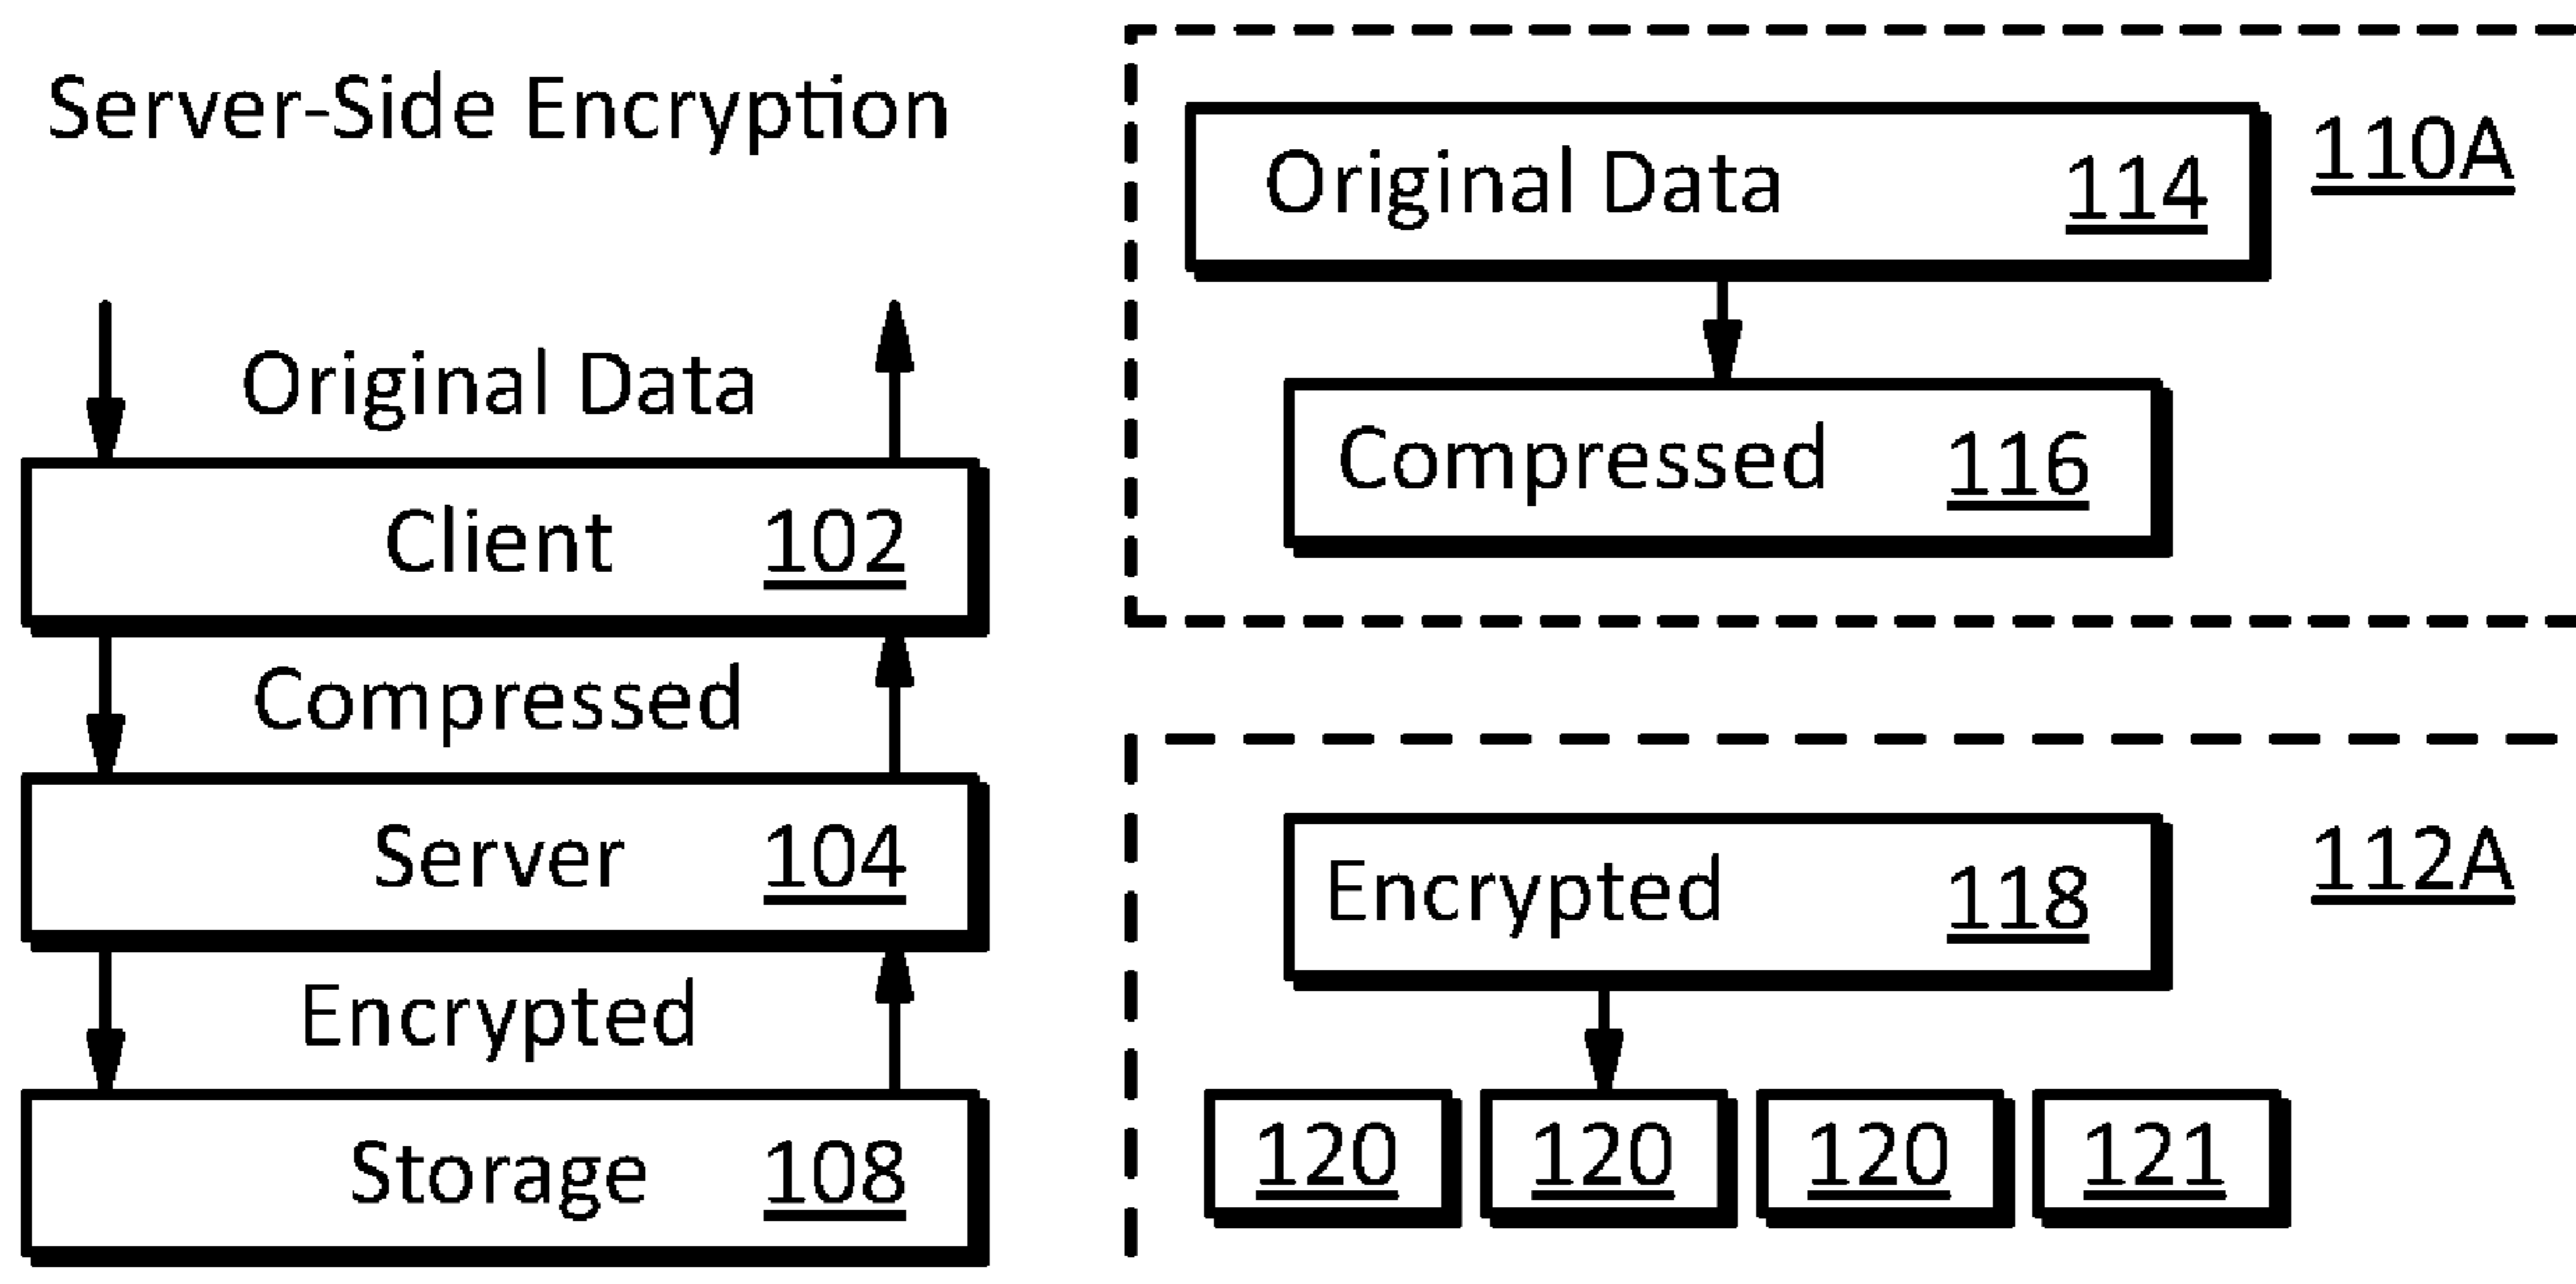 Server-Side Encryption
Original Data
Client 102
Compressed
Server 104
Encrypted
Storage 108
110A
Original Data 114
Compressed 116
112A
Encrypted 118
120 120 120 121